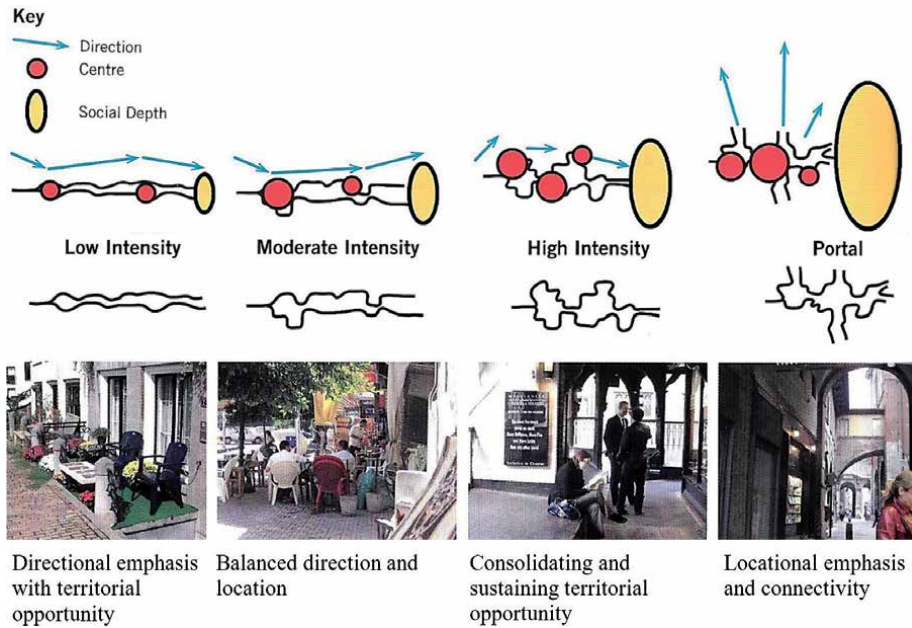 Key
Direction
Centre
Social Depth
Low Intensity
Moderate Intensity
High Intensity
Portal
Directional emphasis
with territorial
opportunity
Balanced direction and
location
Consolidating and
sustaining territorial
opportunity
Locational emphasis
and connectivity